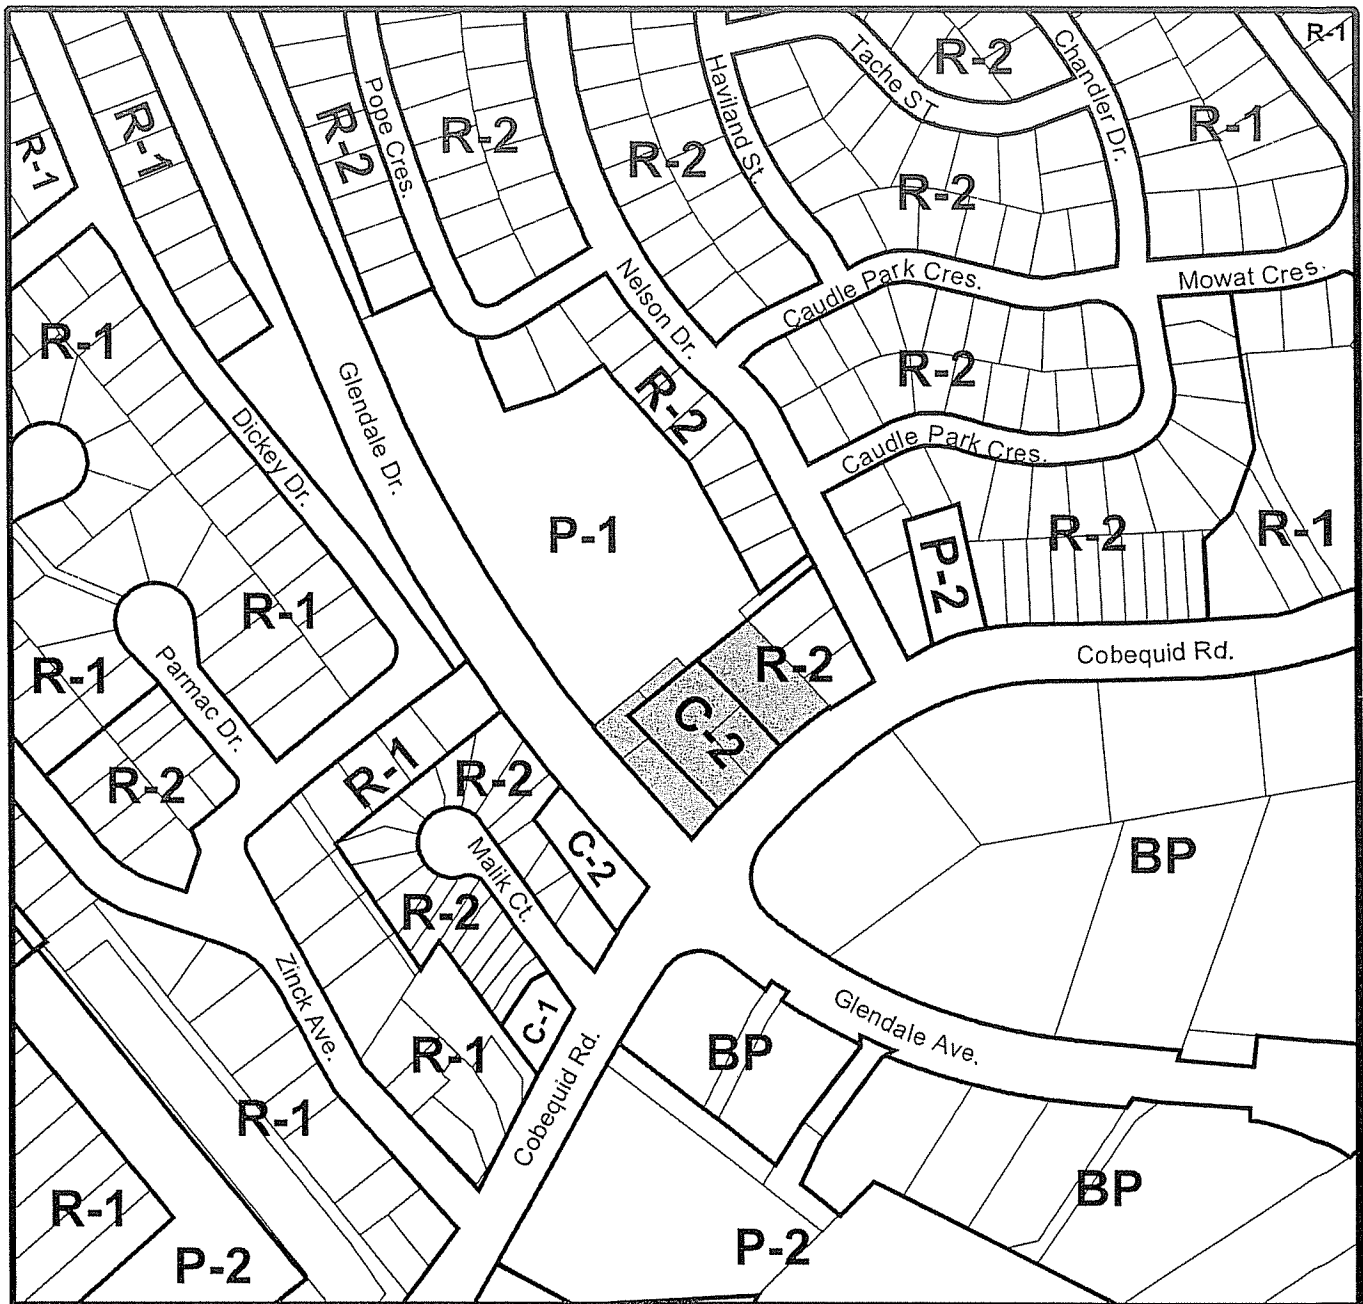 R-1
R-2
Chandler Dr.
Tache ST
R-2
Pope Cres.
R-2
R-1
R-1
R-2
Haviland St.
R-1
R-2
R-2
Nelson Dr.
Caudle Park Cres.
Mowat Cres.
R-1
Glendale Dr.
R-2
R-2
Dickey Dr.
Caudle Park Cres.
P-1
R-2
R-1
P-2
R-1
Cobequid Rd.
R-1
Parmac Dr.
R-2
C-2
R-2
R-1
R-2
C-2
Malik Ct.
BP
R-2
Zinck Ave.
C-1
Glendale Ave.
R-1
BP
Cobequid Rd.
R-1
BP
R-1
P-2
P-2